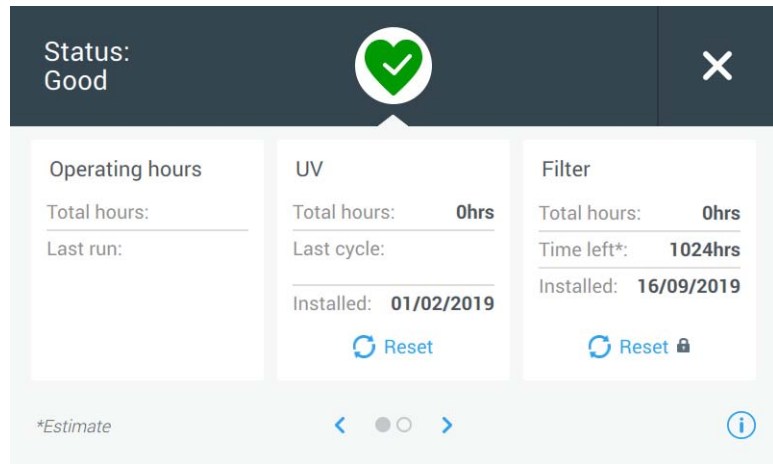 Status:
Good
Operating hours
Total hours:
Last run:
UV
Total hours: 0hrs
Last cycle:
Installed: 01/02/2019
Reset
Filter
Total hours: 0hrs
Time left*: 1024hrs
Installed: 16/09/2019
Reset
*Estimate